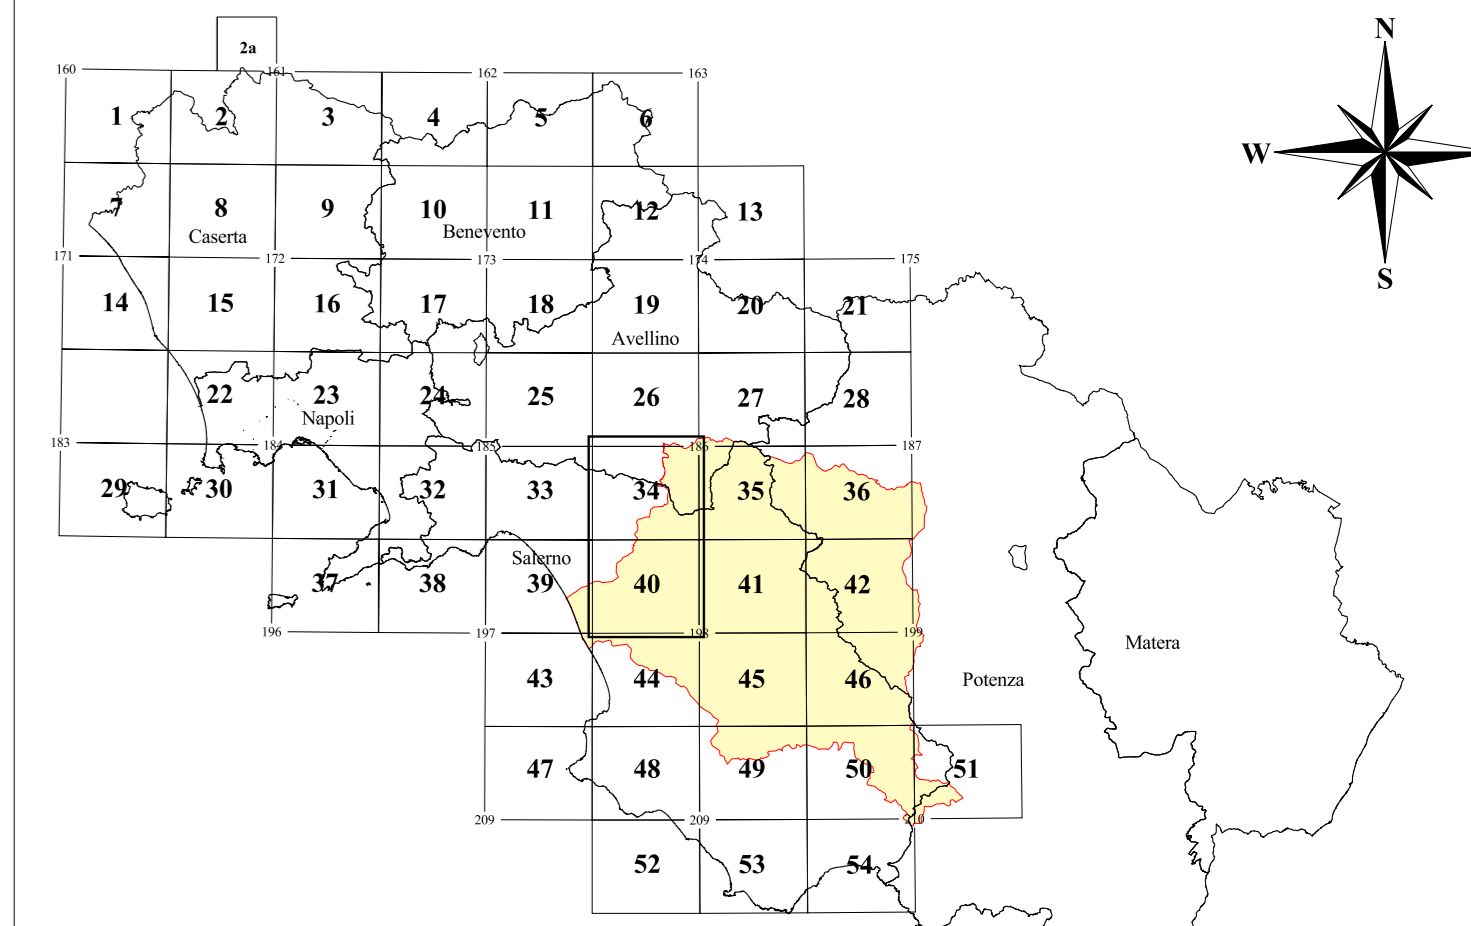 N
2a
160 161 162 163
1 2 3 4 5 6
W
7 8 9 10 11 12 13
Caserta Benevento
171 172 173 174 175
S
14 15 16 17 18 19 20 21
Avellino
22 23 24 25 26 27 28
Napoli
183 184 185 186 187
29 30 31 32 33 34 35 36
Salerno
37 38 39 40 41 42
196 197 198 199
Matera
43 44 45 46 Potenza
47 48 49 50 51
209 209 210
52 53 54